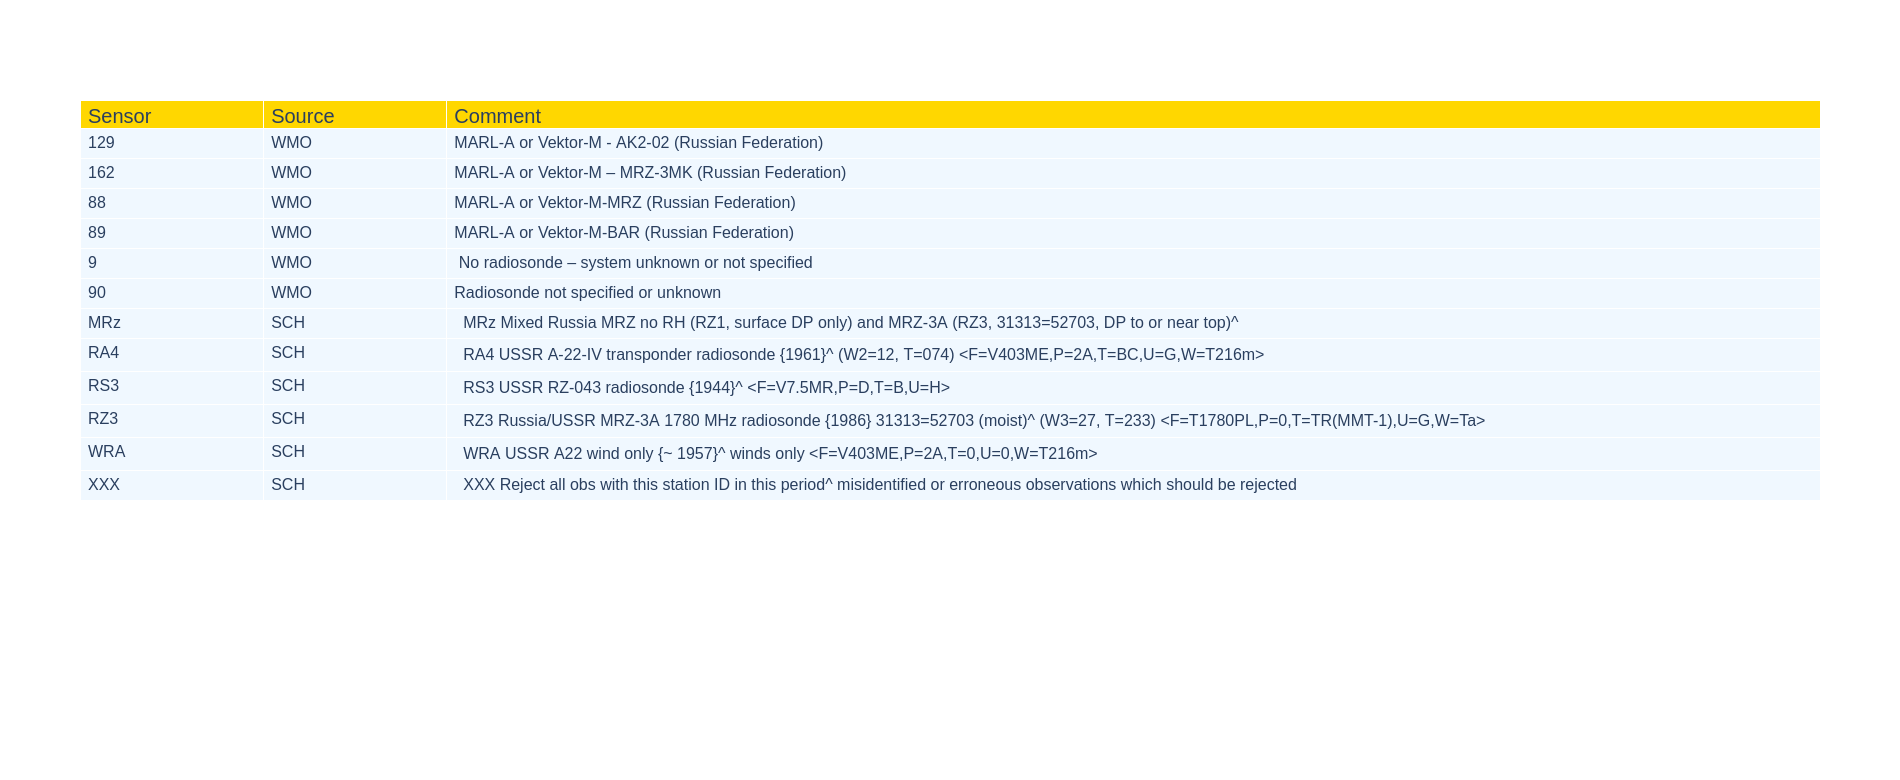 Sensor Source Comment
129 WMO MARL-A or Vektor-M - AK2-02 (Russian Federation)
162 WMO MARL-A or Vektor-M – MRZ-3MK (Russian Federation)
88 WMO MARL-A or Vektor-M-MRZ (Russian Federation)
89 WMO MARL-A or Vektor-M-BAR (Russian Federation)
9 WMO No radiosonde – system unknown or not specified
90 WMO Radiosonde not specified or unknown
MRz SCH MRz Mixed Russia MRZ no RH (RZ1, surface DP only) and MRZ-3A (RZ3, 31313=52703, DP to or near top)^
RA4 SCH RA4 USSR A-22-IV transponder radiosonde {1961}^ (W2=12, T=074) <F=V403ME,P=2A,T=BC,U=G,W=T216m>
RS3 SCH RS3 USSR RZ-043 radiosonde {1944}^ <F=V7.5MR,P=D,T=B,U=H>
RZ3 SCH RZ3 Russia/USSR MRZ-3A 1780 MHz radiosonde {1986} 31313=52703 (moist)^ (W3=27, T=233) <F=T1780PL,P=0,T=TR(MMT-1),U=G,W=Ta>
WRA SCH WRA USSR A22 wind only {~ 1957}^ winds only <F=V403ME,P=2A,T=0,U=0,W=T216m>
XXX SCH XXX Reject all obs with this station ID in this period^ misidentified or erroneous observations which should be rejected